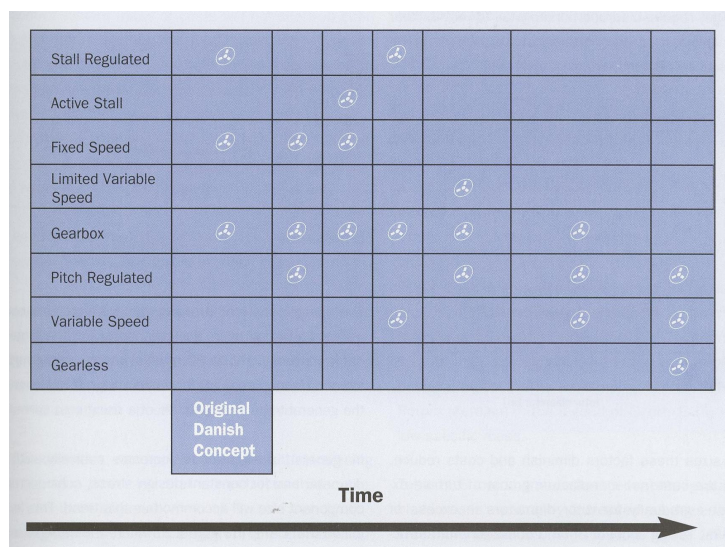 Stall Regulated
Active Stall
Fixed Speed
Limited Variable
Speed
Gearbox
Pitch Regulated
Variable Speed
Gearless
Original
Danish
Concept
Time